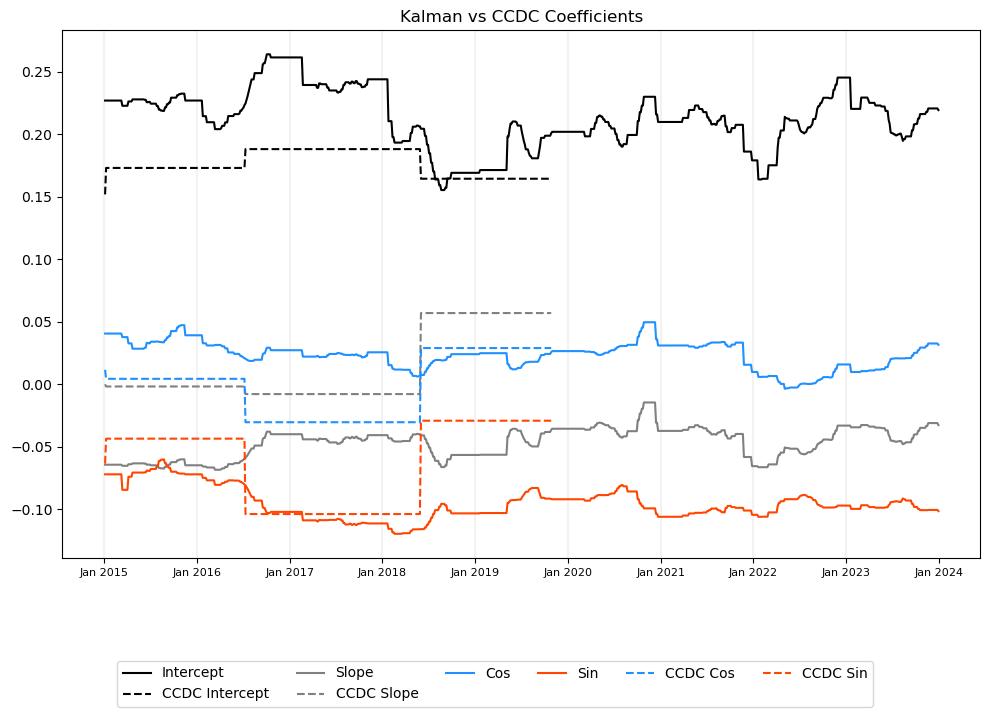 Kalman vs CCDC Coefficients
0.25
0.20
0.15
0.10
0.05
0.00
−0.05
−0.10
Jan 2015 Jan 2016 Jan 2017 Jan 2018 Jan 2019 Jan 2020 Jan 2021 Jan 2022 Jan 2023 Jan 2024
Intercept Slope Cos Sin CCDC Cos CCDC Sin
CCDC Intercept CCDC Slope